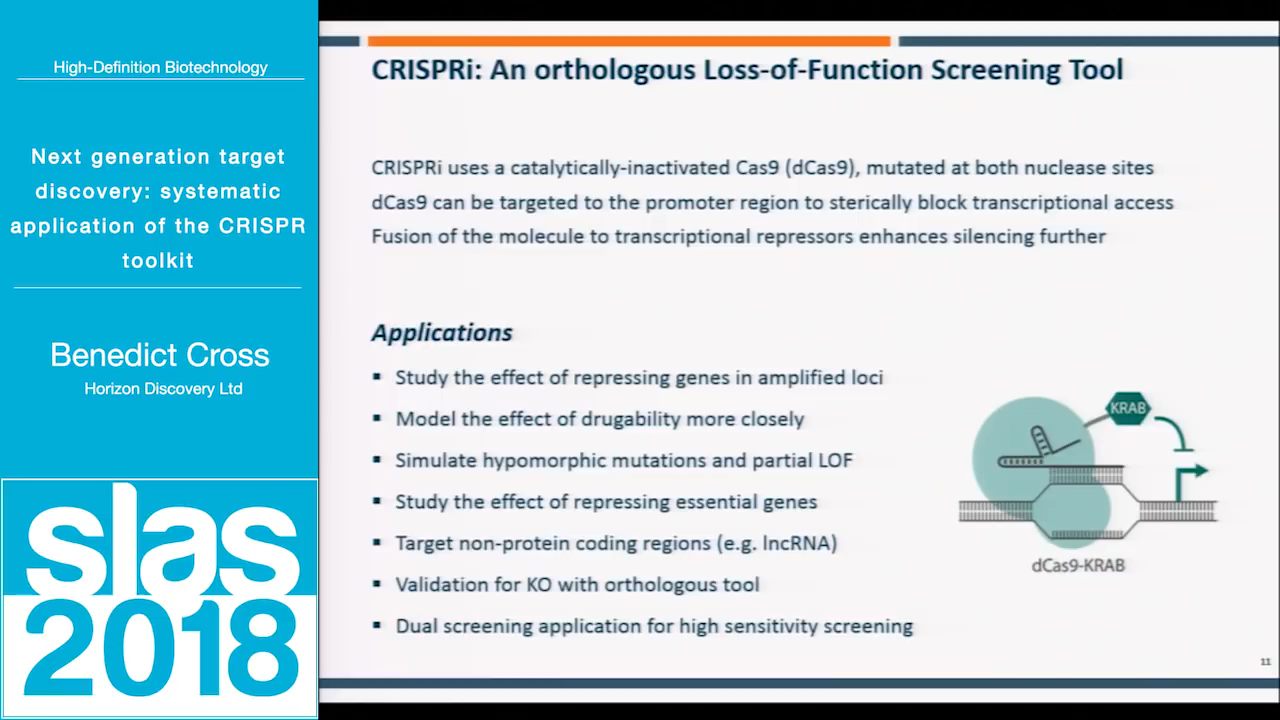 High-Definition Biotechnology
Next generation target
discovery: systematic
application of the CRISPR
toolkit
Benedict Cross
Horizon Discovery Ltd
slas
2018
CRISPRi: An orthologous Loss-of-Function Screening Tool
CRISPRi uses a catalytically-inactivated Cas9 (dCas9), mutated at both nuclease sites
dCas9 can be targeted to the promoter region to sterically block transcriptional access
Fusion of the molecule to transcriptional repressors enhances silencing further
Applications
▪ Study the effect of repressing genes in amplified loci
▪ Model the effect of drugability more closely
▪ Simulate hypomorphic mutations and partial LOF
▪ Study the effect of repressing essential genes
▪ Target non-protein coding regions (e.g. lncRNA)
▪ Validation for KO with orthologous tool
▪ Dual screening application for high sensitivity screening
KRAB
dCas9-KRAB
11